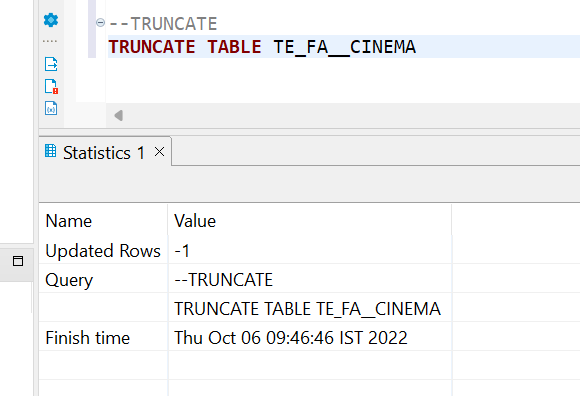 --TRUNCATE
TRUNCATE TABLE TE_FA__CINEMA
Statistics 1
Name Value
Updated Rows -1
Query --TRUNCATE
TRUNCATE TABLE TE_FA__CINEMA
Finish time Thu Oct 06 09:46:46 IST 2022